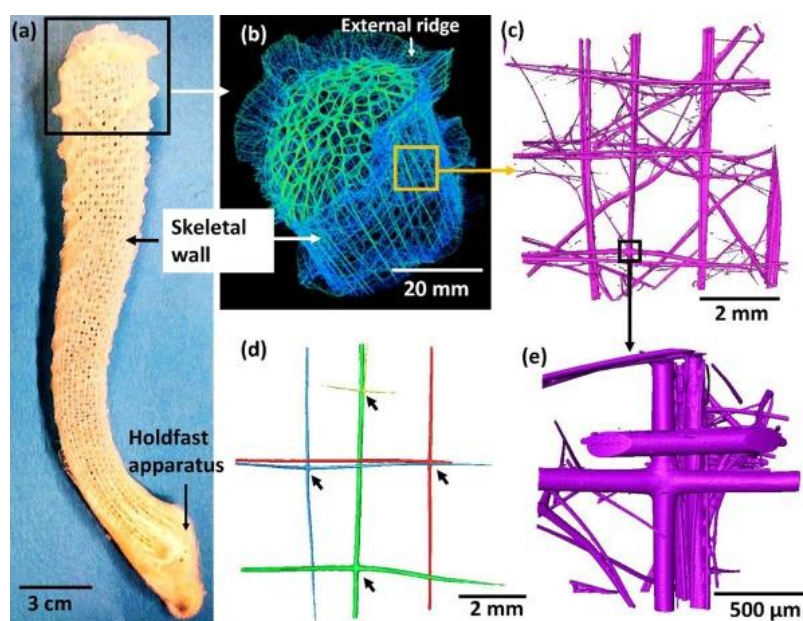 (a)
(b)
External ridge
(c)
Skeletal
wall
20 mm
2 mm
(d)
(e)
Holdfast
apparatus
3 cm
2 mm
500 µm